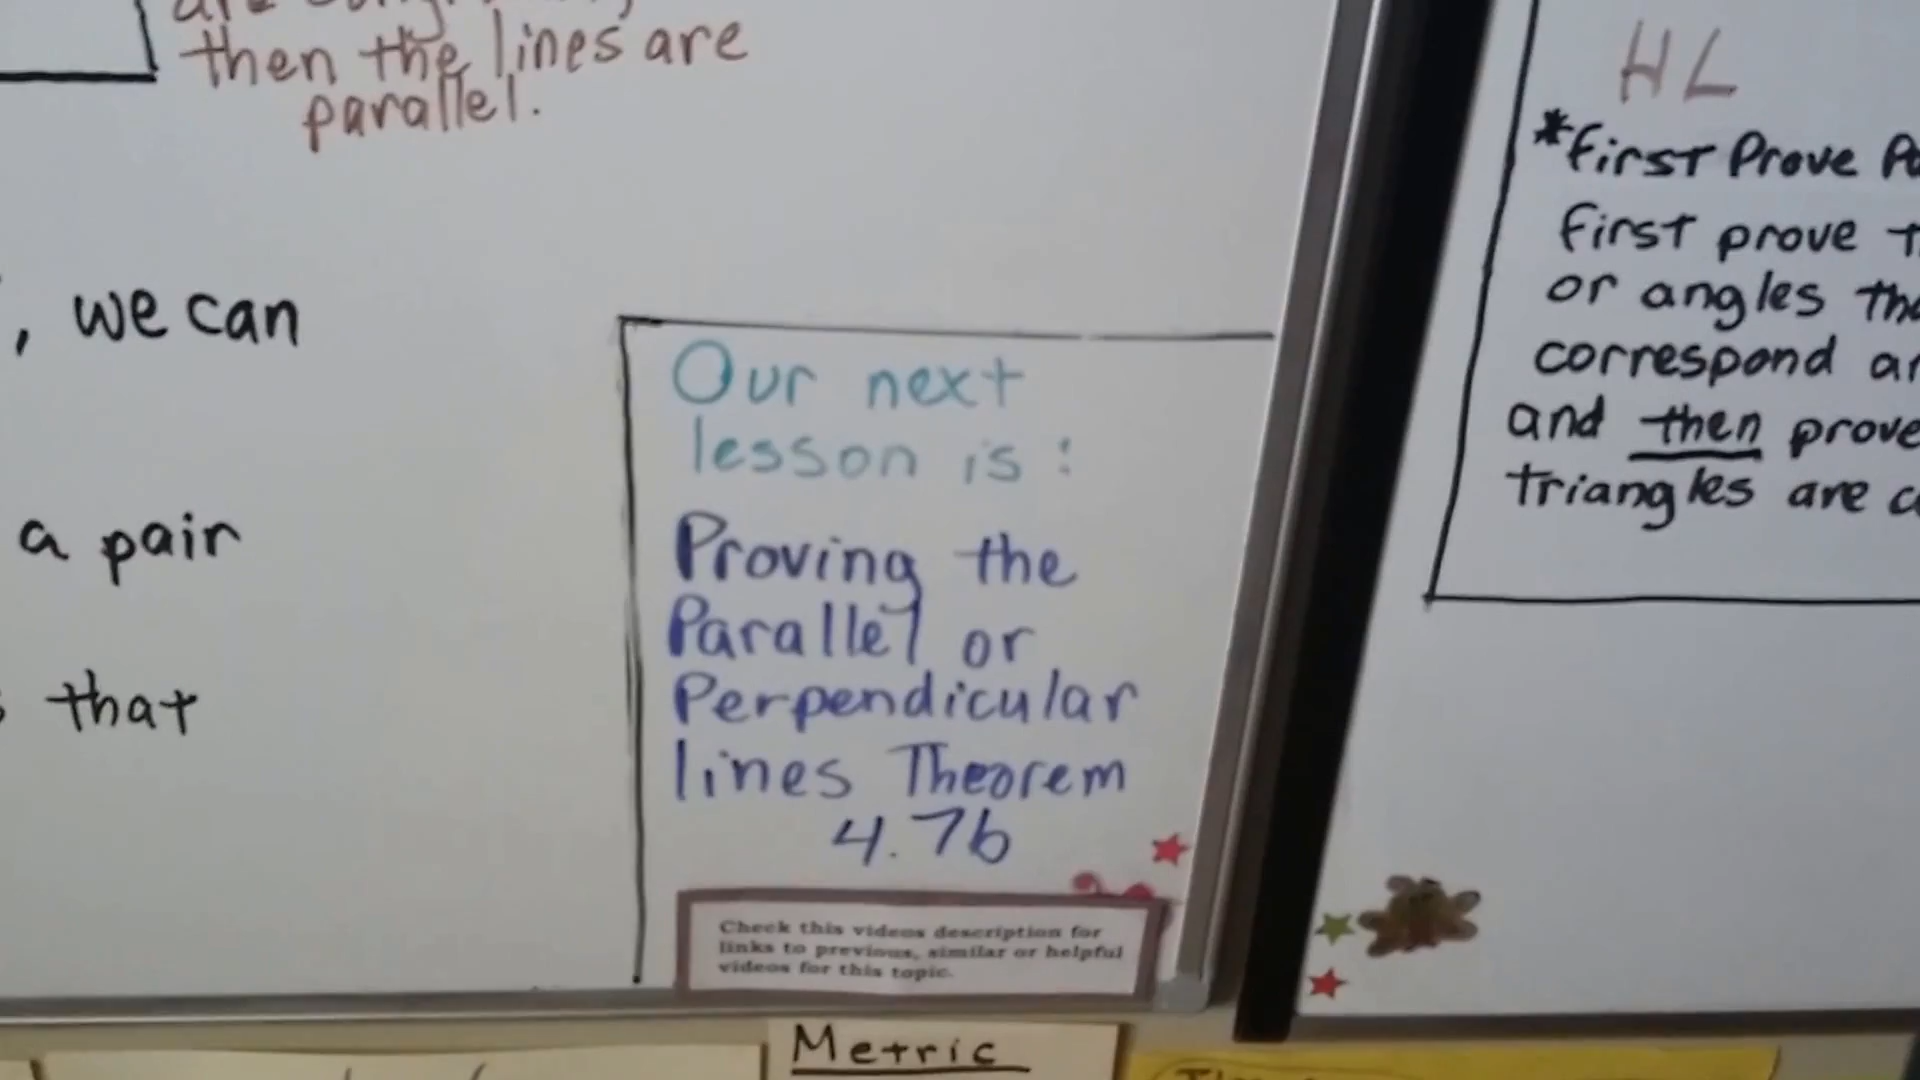 then the lines are
parallel.
, we can
a pair
that
Our next
lesson is:
Proving the
Parallel or
Perpendicular
lines Theorem
4.7b
Check this videos description for
links to previous, similar or helpful
videos for this topic.
HL
*First Prove
First prove
or angles
correspond
and then prove
triangles are
Metric